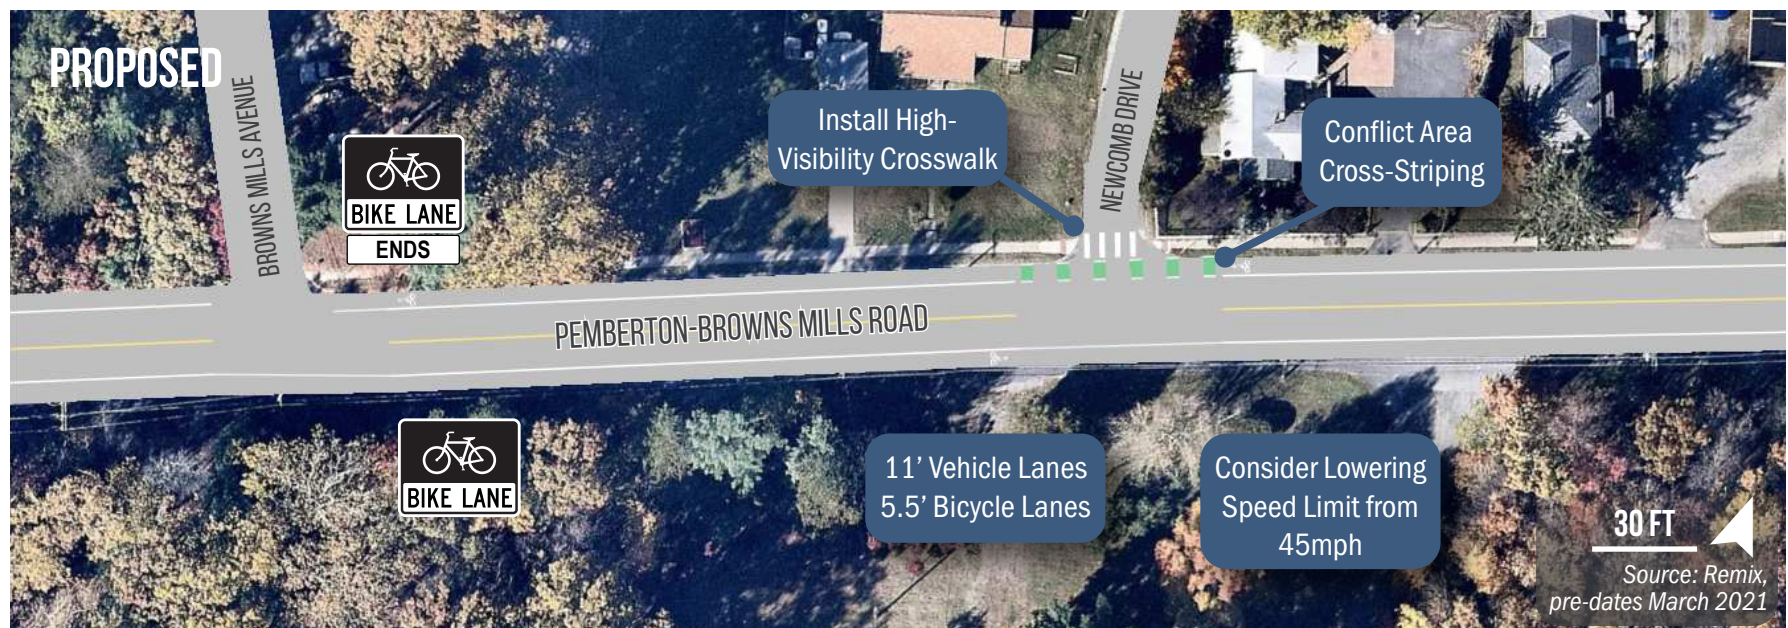 PROPOSED
BROWNS MILLS AVENUE
BIKE LANE
ENDS
Install High-
Visibility Crosswalk
NEWCOMB DRIVE
Conflict Area
Cross-Striping
PEMBERTON-BROWNS MILLS ROAD
BIKE LANE
11’ Vehicle Lanes
5.5’ Bicycle Lanes
Consider Lowering
Speed Limit from
45mph
30 FT
Source: Remix,
pre-dates March 2021